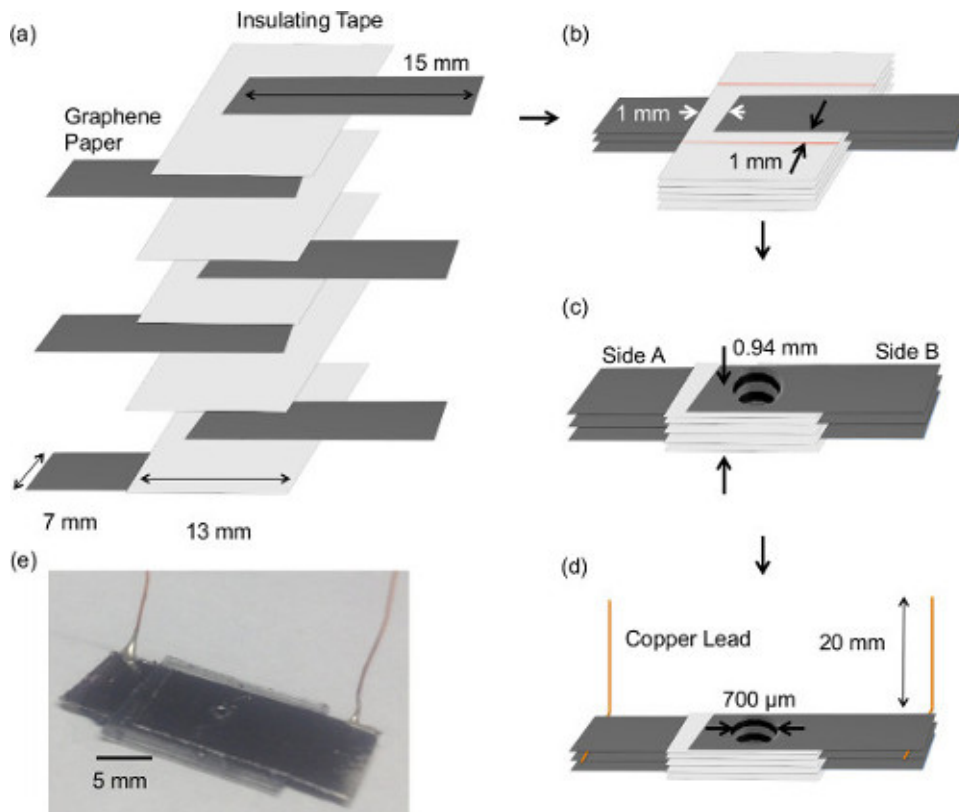 (a)
Insulating Tape
15 mm
Graphene
Paper
7 mm
13 mm
(b)
1 mm
1 mm
(c)
Side A
0.94 mm
Side B
(e)
5 mm
(d)
Copper Lead
20 mm
700 µm